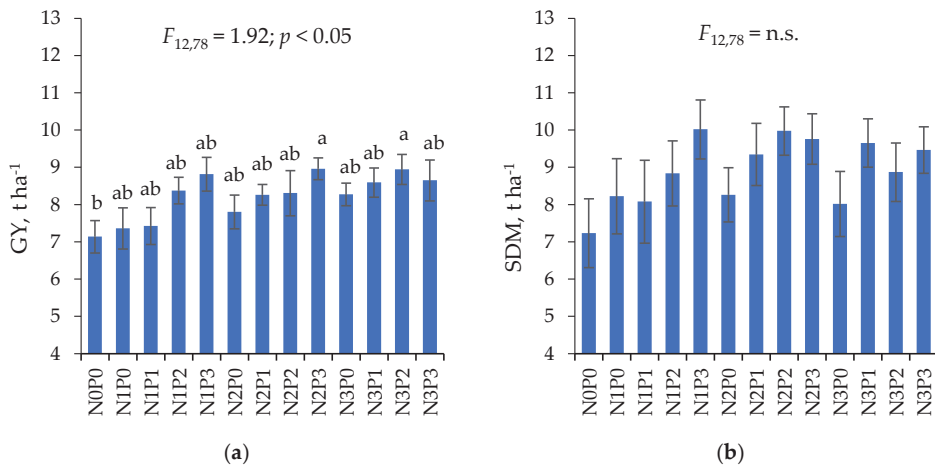 F12,78 = 1.92; p < 0.05
GY, t ha-1
13
12
11
10
9
8
7
6
5
4
b
ab
ab
ab
ab
ab
ab
ab
a
ab
ab
a
ab
N0P0
N1P0
N1P1
N1P2
N1P3
N2P0
N2P1
N2P2
N2P3
N3P0
N3P1
N3P2
N3P3
(a)
F12,78 = n.s.
SDM, t ha-1
13
12
11
10
9
8
7
6
5
4
N0P0
N1P0
N1P1
N1P2
N1P3
N2P0
N2P1
N2P2
N2P3
N3P0
N3P1
N3P2
N3P3
(b)